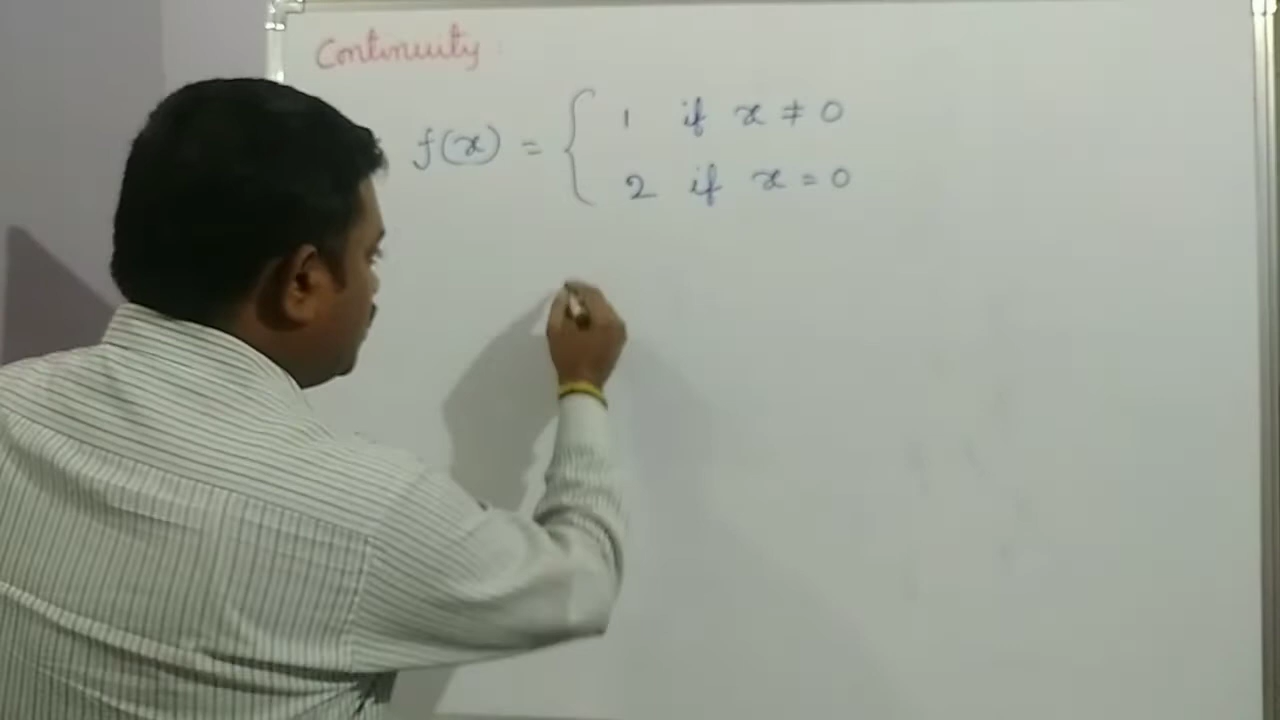 Continuity :
f(x) = { 1 if x ≠ 0
2 if x = 0